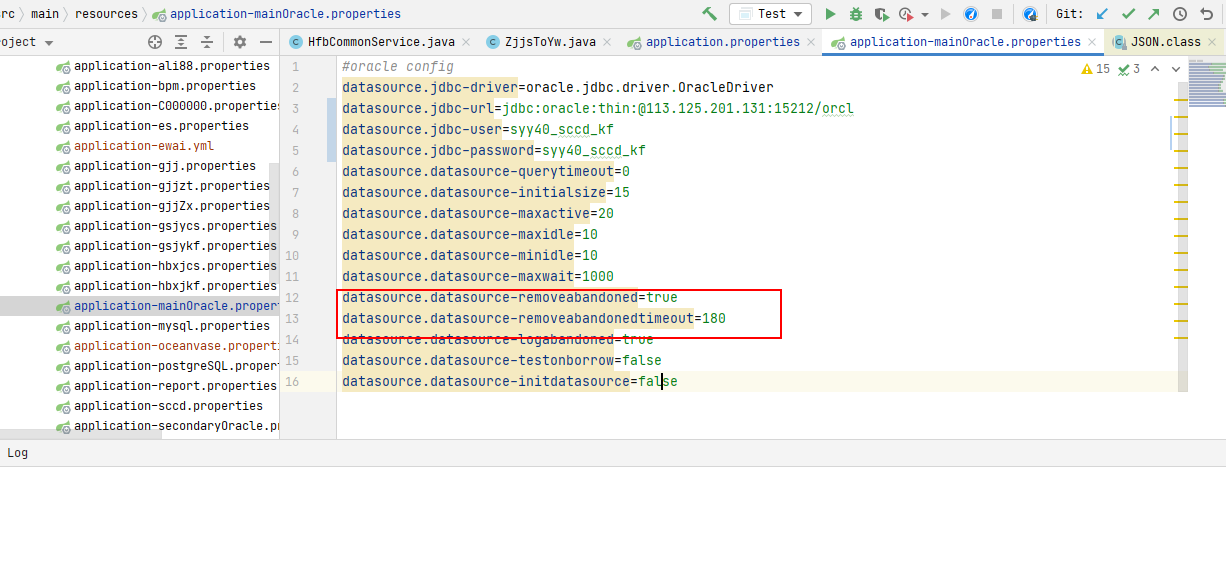 rc
main
resources
application-mainOracle.properties
Test
Git:
roject
HfbCommonService.java
ZjjsToYw.java
application.properties
application-mainOracle.properties
JSON.class
application-ali88.properties
application-bpm.properties
application-C000000.properties
application-es.properties
application-ewai.yml
application-gjj.properties
application-gjjzt.properties
application-gjjZx.properties
application-gsjycs.properties
application-gsjykf.properties
application-hbxjcs.properties
application-hbxjkf.properties
application-mainOracle.proper
application-mysql.properties
application-oceanvase.properti
application-postgreSQL.proper
application-report.properties
application-sccd.properties
application-secondaryOracle.p
15 3
1 #oracle config
2 datasource.jdbc-driver=oracle.jdbc.driver.OracleDriver
3 datasource.jdbc-url=jdbc:oracle:thin:@113.125.201.131:15212/orcl
4 datasource.jdbc-user=syy40_sccd_kf
5 datasource.jdbc-password=syy40_sccd_kf
6 datasource.datasource-querytimeout=0
7 datasource.datasource-initialsize=15
8 datasource.datasource-maxactive=20
9 datasource.datasource-maxidle=10
10 datasource.datasource-minidle=10
11 datasource.datasource-maxwait=1000
12 datasource.datasource-removeabandoned=true
13 datasource.datasource-removeabandonedtimeout=180
14 datasource.datasource-logabandoned=true
15 datasource.datasource-testonborrow=false
16 datasource.datasource-initdatasource=false
Log